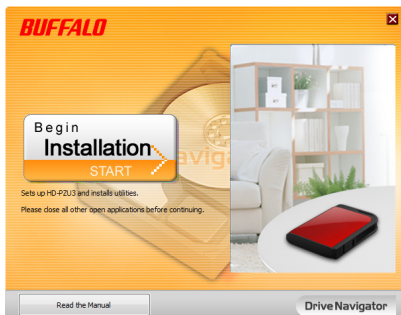 BUFFALO
Begin
Installation
START
Sets up HD-PZU3 and installs utilities.
Please close all other open applications before continuing.
Read the Manual
DriveNavigator